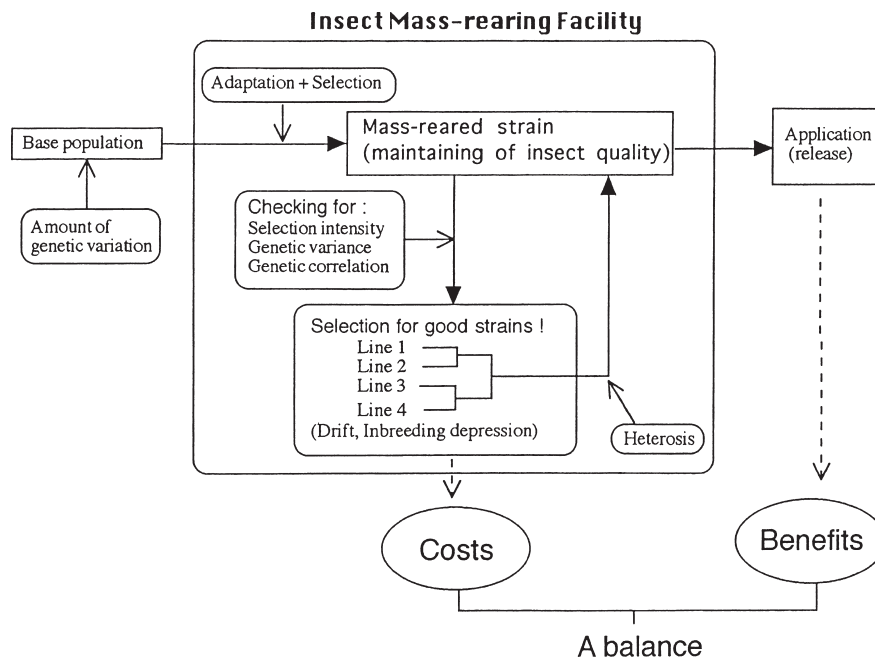 Insect Mass-rearing Facility
Adaptation + Selection
Base population
Mass-reared strain
(maintaining of insect quality)
Application
(release)
Amount of
genetic variation
Checking for :
Selection intensity
Genetic variance
Genetic correlation
Selection for good strains !
Line 1
Line 2
Line 3
Line 4
(Drift, Inbreeding depression)
Heterosis
Costs
Benefits
A balance